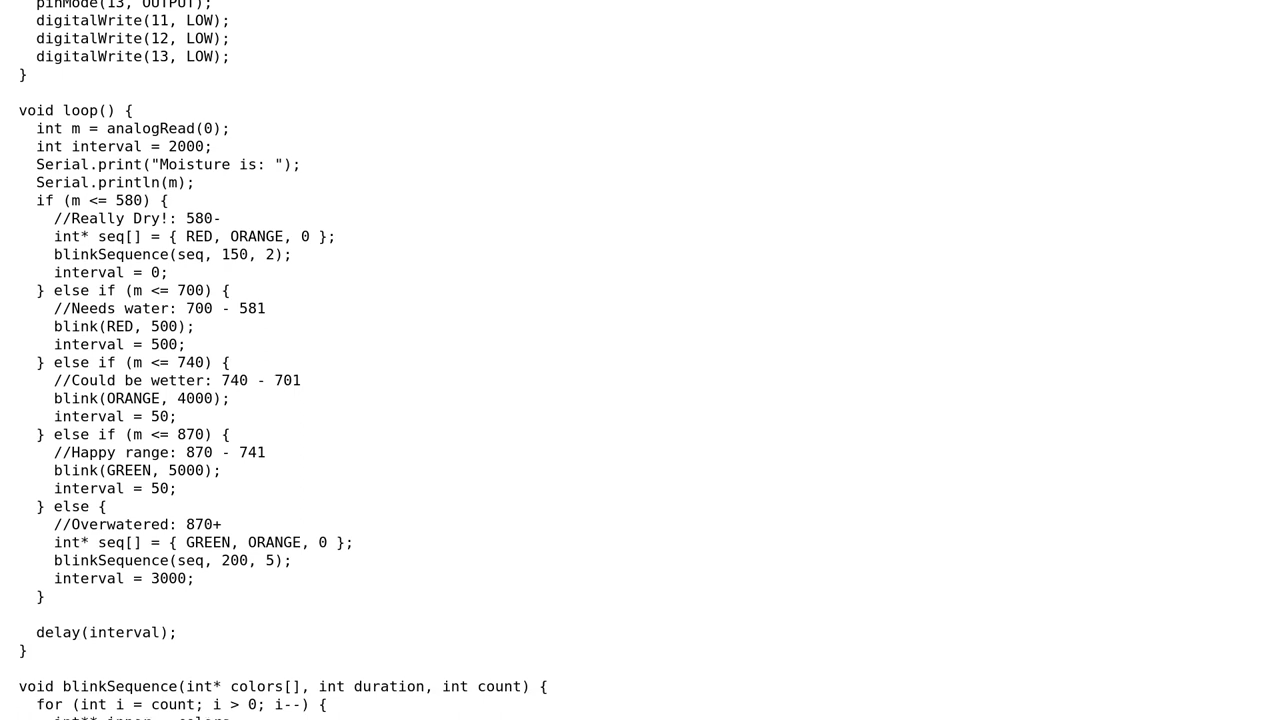 pinMode(13, OUTPUT);
digitalWrite(11, LOW);
digitalWrite(12, LOW);
digitalWrite(13, LOW);
}
void loop() {
int m = analogRead(0);
int interval = 2000;
Serial.print("Moisture is: ");
Serial.println(m);
if (m <= 580) {
//Really Dry!: 580-
int* seq[] = { RED, ORANGE, 0 };
blinkSequence(seq, 150, 2);
interval = 0;
} else if (m <= 700) {
//Needs water: 700 - 581
blink(RED, 500);
interval = 500;
} else if (m <= 740) {
//Could be wetter: 740 - 701
blink(ORANGE, 4000);
interval = 50;
} else if (m <= 870) {
//Happy range: 870 - 741
blink(GREEN, 5000);
interval = 50;
} else {
//Overwatered: 870+
int* seq[] = { GREEN, ORANGE, 0 };
blinkSequence(seq, 200, 5);
interval = 3000;
}
delay(interval);
}
void blinkSequence(int* colors[], int duration, int count) {
for (int i = count; i > 0; i--) {